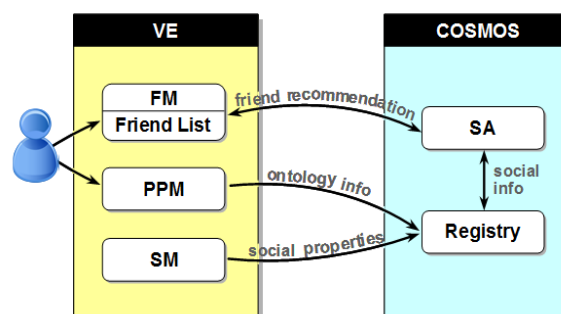 VE
COSMOS
FM
Friend List
friend recommendation
SA
PPM
ontology info
social
info
SM
social properties
Registry